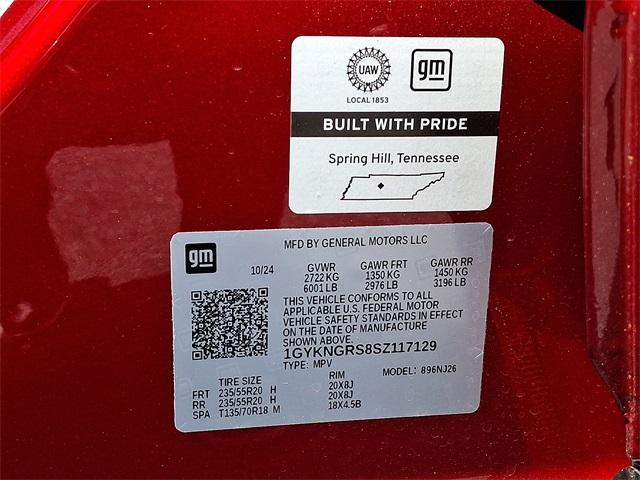 UAW
gm
LOCAL 1853
BUILT WITH PRIDE
Spring Hill, Tennessee
gm
MFD BY GENERAL MOTORS LLC
10/24
GVWR GAWR FRT GAWR RR
2722 KG 1350 KG 1450 KG
6001 LB 2976 LB 3196 LB
THIS VEHICLE CONFORMS TO ALL
APPLICABLE U.S. FEDERAL MOTOR
VEHICLE SAFETY STANDARDS IN EFFECT
ON THE DATE OF MANUFACTURE
SHOWN ABOVE.
1GYKNGRS8SZ117129
TYPE: MPV MODEL: 896NJ26
TIRE SIZE RIM
FRT 235/55R20 H 20X8J
RR 235/55R20 H 20X8J
SPA T135/70R18 M 18X4.5B